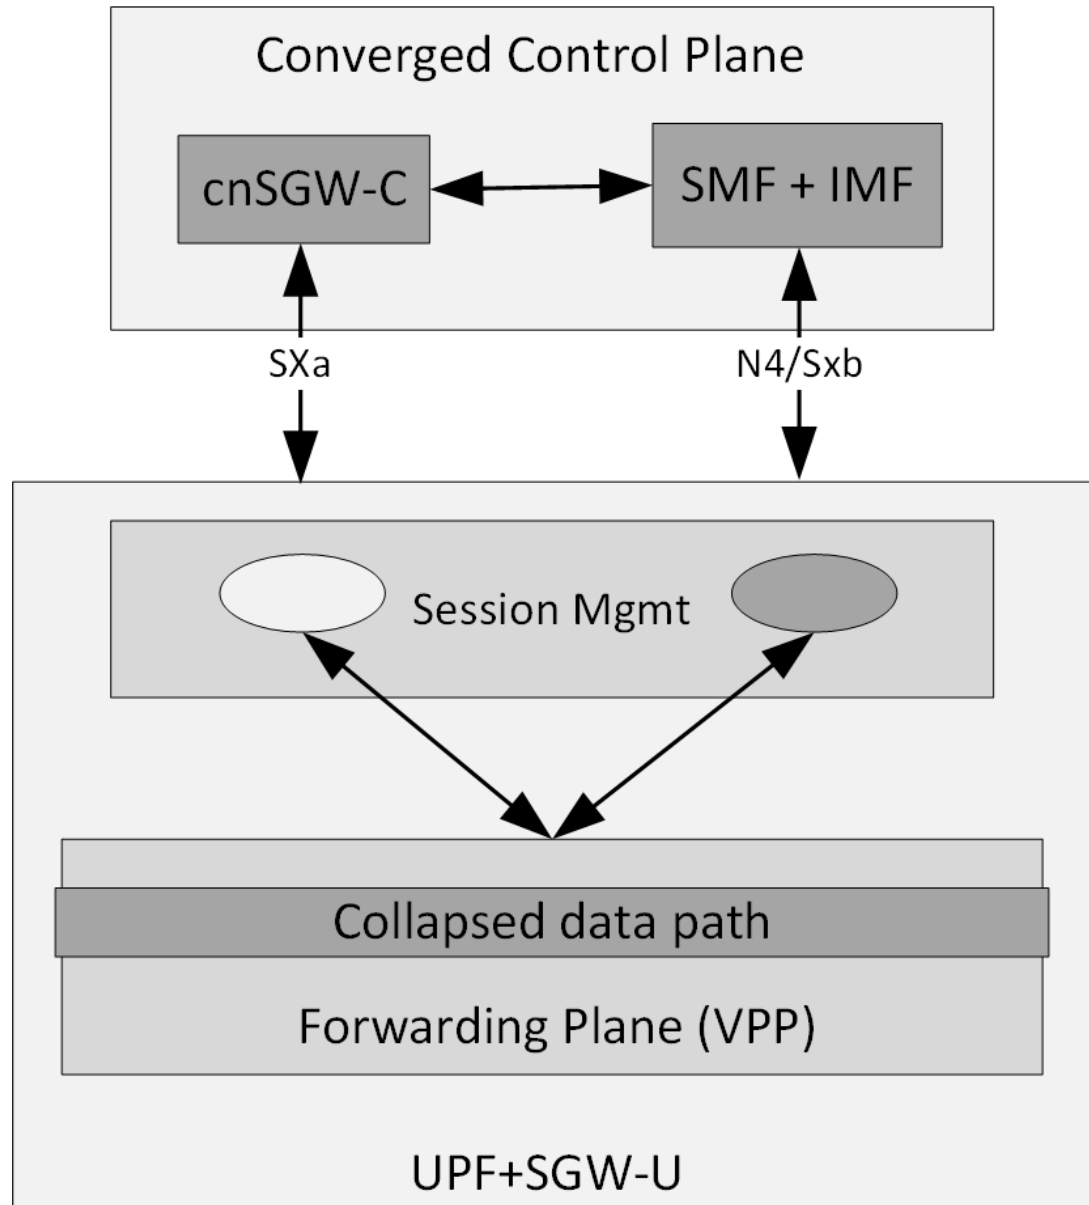 Converged Control Plane
cnSGW-C
SMF + IMF
SXa
N4/Sxb
Session Mgmt
Collapsed data path
Forwarding Plane (VPP)
UPF+SGW-U